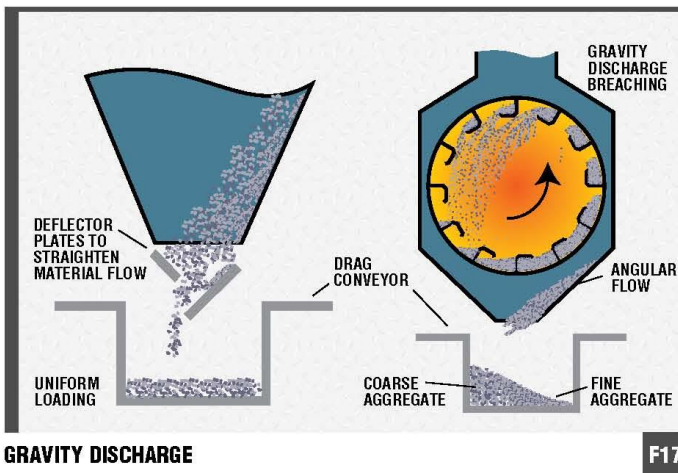 GRAVITY
DISCHARGE
BREACHING
DEFLECTOR
PLATES TO
STRAIGHTEN
MATERIAL FLOW
DRAG
CONVEYOR
ANGULAR
FLOW
UNIFORM
LOADING
COARSE
AGGREGATE
FINE
AGGREGATE
GRAVITY DISCHARGE
F17